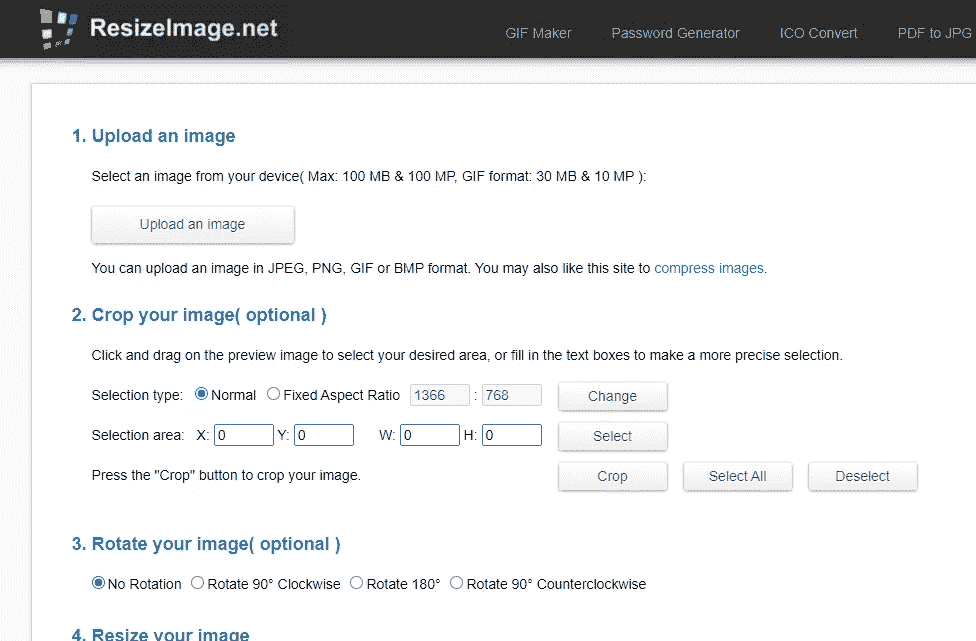 ResizeImage.net
GIF Maker Password Generator ICO Convert PDF to JPG
1. Upload an image
Select an image from your device( Max: 100 MB & 100 MP, GIF format: 30 MB & 10 MP ):
Upload an image
You can upload an image in JPEG, PNG, GIF or BMP format. You may also like this site to compress images.
2. Crop your image( optional )
Click and drag on the preview image to select your desired area, or fill in the text boxes to make a more precise selection.
Selection type: Normal Fixed Aspect Ratio 1366 : 768 Change
Selection area: X: 0 Y: 0 W: 0 H: 0 Select
Press the "Crop" button to crop your image. Crop Select All Deselect
3. Rotate your image( optional )
No Rotation Rotate 90° Clockwise Rotate 180° Rotate 90° Counterclockwise
4. Resize your image